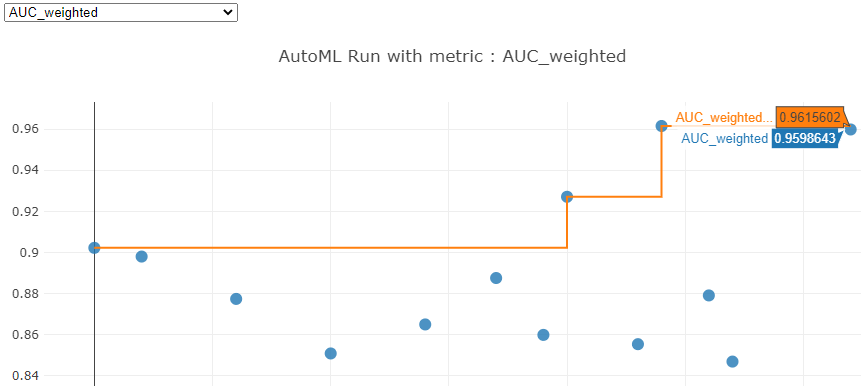 AUC_weighted
AutoML Run with metric : AUC_weighted
AUC_weighted... 0.9615602
0.96
AUC_weighted 0.9598643
0.94
0.92
0.9
0.88
0.86
0.84